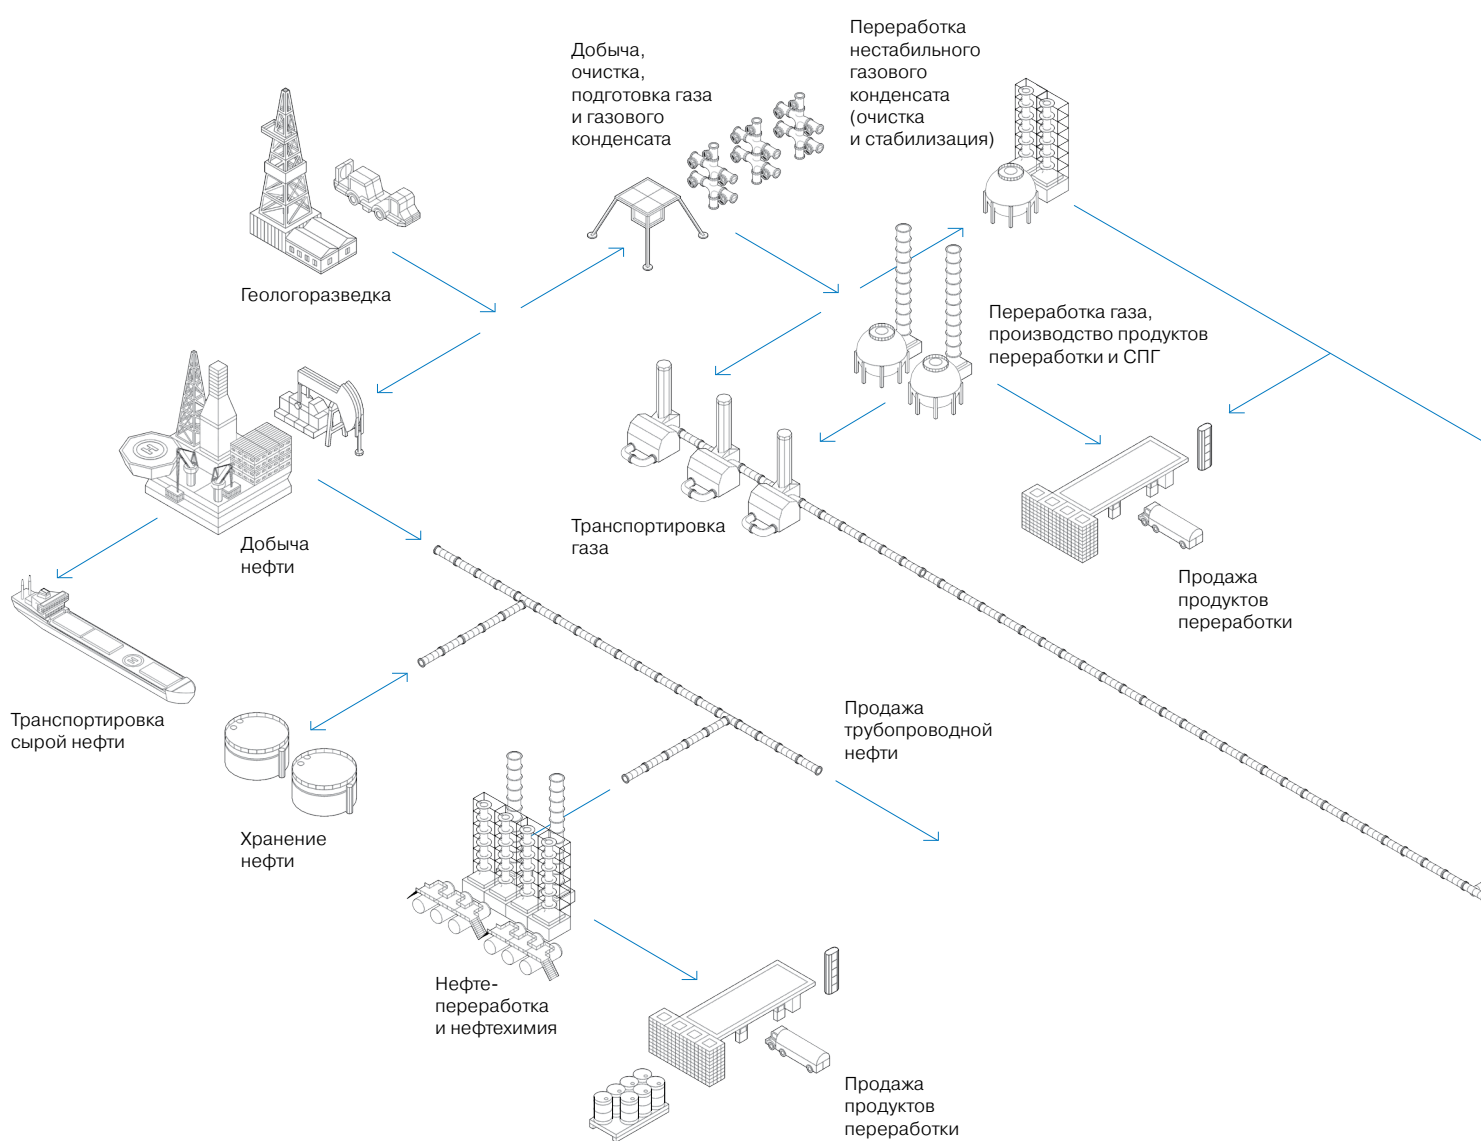 Переработка
нестабильного
газового
конденсата
(очистка
и стабилизация)
Добыча,
очистка,
подготовка газа
и газового
конденсата
Геологоразведка
Переработка газа,
производство продуктов
переработки и СПГ
Транспортировка
газа
Добыча
нефти
Продажа
продуктов
переработки
Транспортировка
сырой нефти
Продажа
трубопроводной
нефти
Хранение
нефти
Нефте-
переработка
и нефтехимия
Продажа
продуктов
переработки